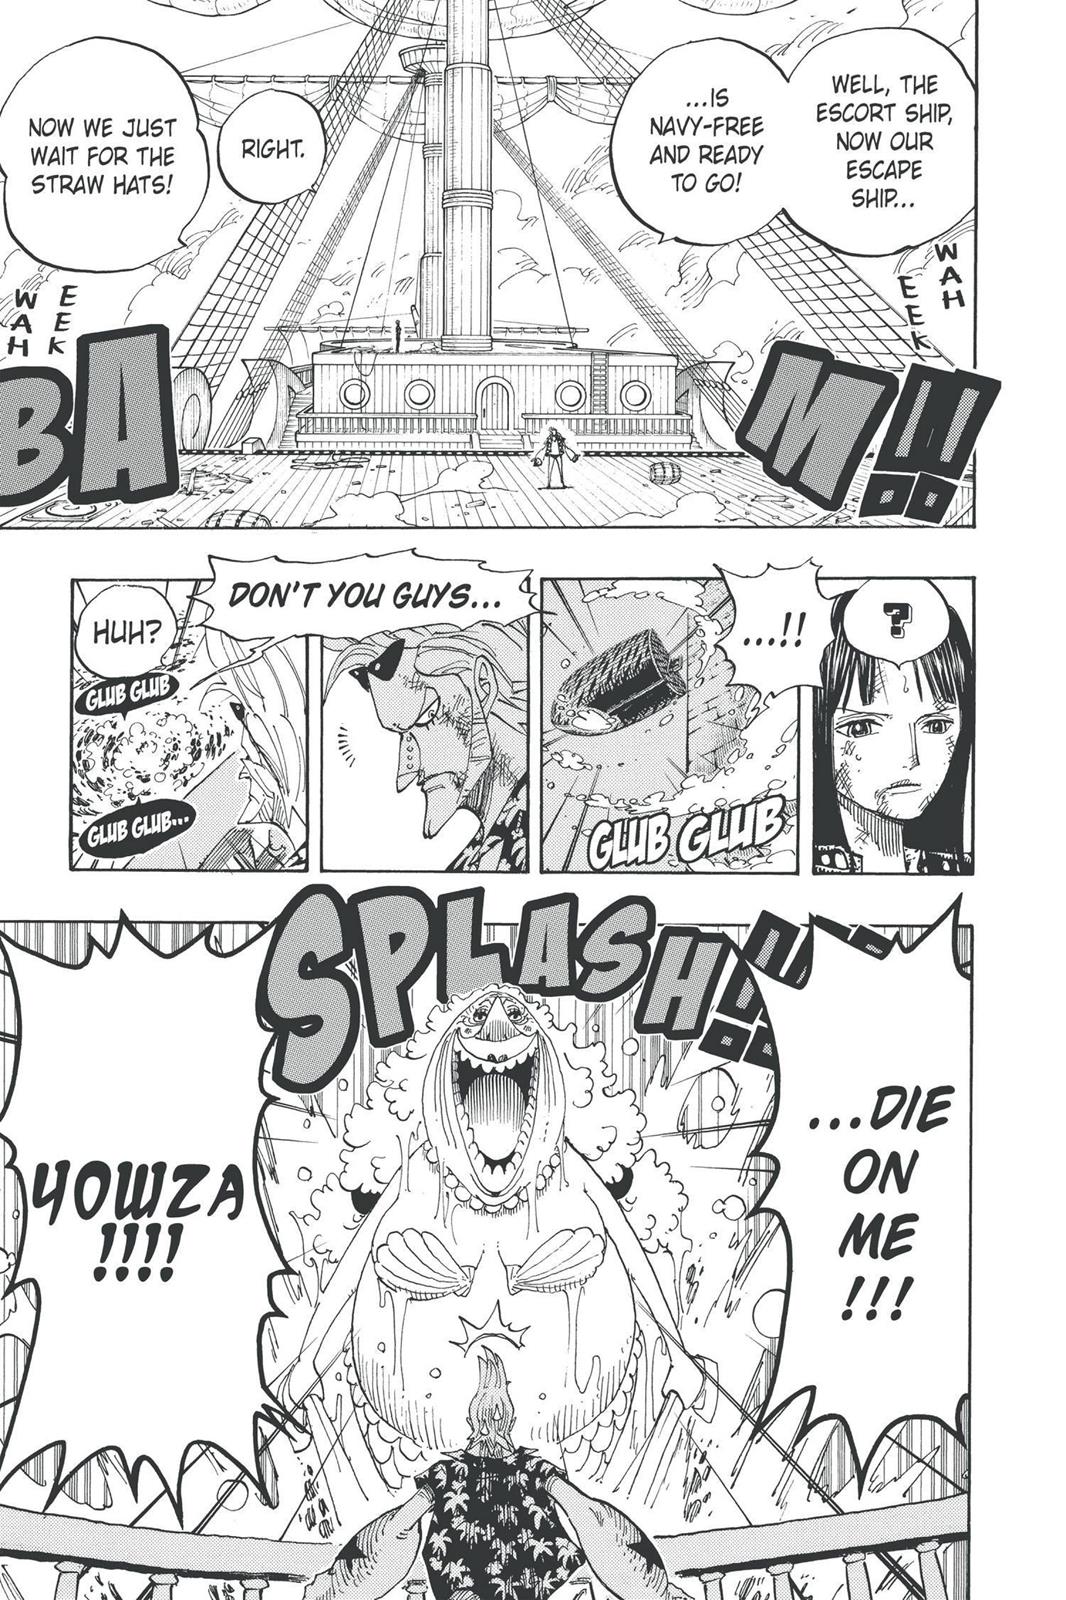 WELL, THE
ESCORT SHIP,
NOW OUR
ESCAPE
SHIP...
...IS
NAVY-FREE
AND READY
TO GO!
RIGHT.
NOW WE JUST
WAIT FOR THE
STRAW HATS!
WAH
EEK
EEK
WAH
BAM!!
?
...!!
GLUB GLUB
DON'T YOU GUYS...
HUH?
GLUB GLUB
GLUB GLUB...
SPLASH!!
...DIE
ON
ME
!!!
YOWZA
!!!!